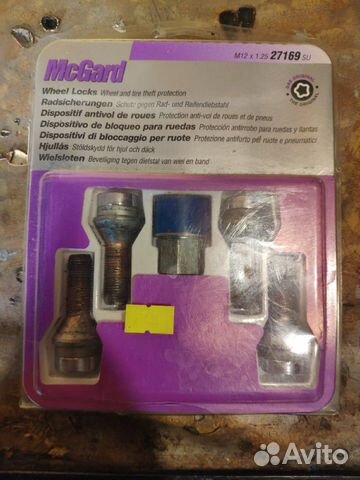 McGard
M12 x 1.25 27169 SU
Wheel Locks Wheel and tire theft protection
Radsicherungen Schutz gegen Rad- und Reifendiebstahl
Dispositif antivol de roues Protection anti-vol de roues et de pneus
Dispositivo de bloqueo para ruedas Protección antirrobo para ruedas y llantas
Dispositivi di bloccaggio per ruote Protezione antifurto per ruote e pneumatici
Hjullås Stöldskydd för hjul och däck
Wielsloten Beveiliging tegen diefstal van wiel en band
Avito